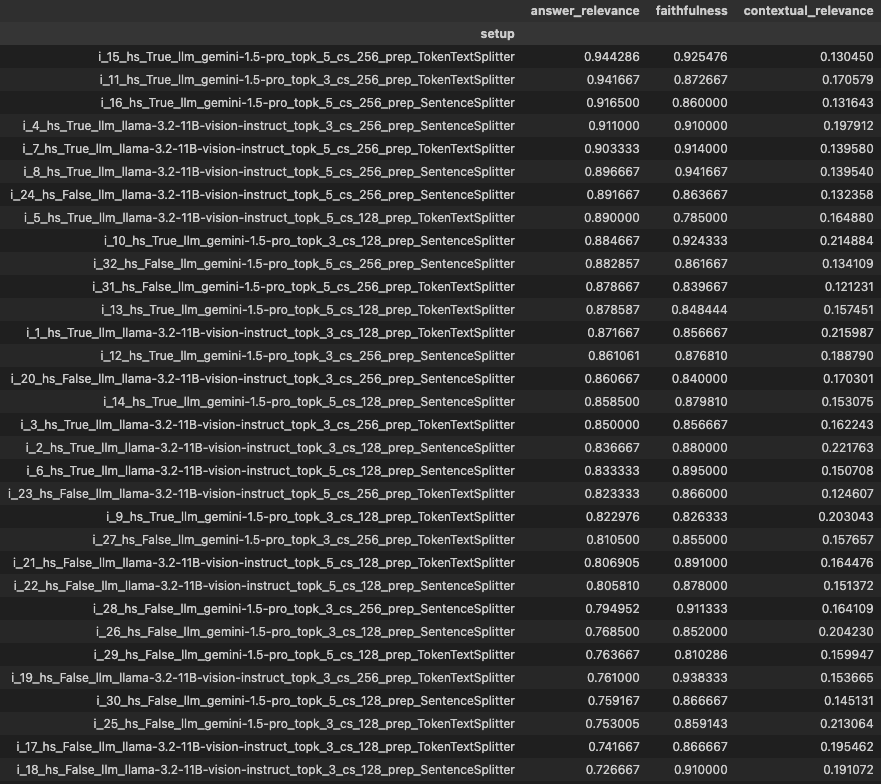 answer_relevance faithfulness contextual_relevance
setup
i_15_hs_True_llm_gemini-1.5-pro_topk_5_cs_256_prep_TokenTextSplitter 0.944286 0.925476 0.130450
i_11_hs_True_llm_gemini-1.5-pro_topk_3_cs_256_prep_TokenTextSplitter 0.941667 0.872667 0.170579
i_16_hs_True_llm_gemini-1.5-pro_topk_5_cs_256_prep_SentenceSplitter 0.916500 0.860000 0.131643
i_4_hs_True_llm_llama-3.2-11B-vision-instruct_topk_3_cs_256_prep_SentenceSplitter 0.911000 0.910000 0.197912
i_7_hs_True_llm_llama-3.2-11B-vision-instruct_topk_5_cs_256_prep_TokenTextSplitter 0.903333 0.914000 0.139580
i_8_hs_True_llm_llama-3.2-11B-vision-instruct_topk_5_cs_256_prep_SentenceSplitter 0.896667 0.941667 0.139540
i_24_hs_False_llm_llama-3.2-11B-vision-instruct_topk_5_cs_256_prep_SentenceSplitter 0.891667 0.863667 0.132358
i_5_hs_True_llm_llama-3.2-11B-vision-instruct_topk_5_cs_128_prep_TokenTextSplitter 0.890000 0.785000 0.164880
i_10_hs_True_llm_gemini-1.5-pro_topk_3_cs_128_prep_SentenceSplitter 0.884667 0.924333 0.214884
i_32_hs_False_llm_gemini-1.5-pro_topk_5_cs_256_prep_SentenceSplitter 0.882857 0.861667 0.134109
i_31_hs_False_llm_gemini-1.5-pro_topk_5_cs_256_prep_TokenTextSplitter 0.878667 0.839667 0.121231
i_13_hs_True_llm_gemini-1.5-pro_topk_5_cs_128_prep_TokenTextSplitter 0.878587 0.848444 0.157451
i_1_hs_True_llm_llama-3.2-11B-vision-instruct_topk_3_cs_128_prep_TokenTextSplitter 0.871667 0.856667 0.215987
i_12_hs_True_llm_gemini-1.5-pro_topk_3_cs_256_prep_SentenceSplitter 0.861061 0.876810 0.188790
i_20_hs_False_llm_llama-3.2-11B-vision-instruct_topk_3_cs_256_prep_SentenceSplitter 0.860667 0.840000 0.170301
i_14_hs_True_llm_gemini-1.5-pro_topk_5_cs_128_prep_SentenceSplitter 0.858500 0.879810 0.153075
i_3_hs_True_llm_llama-3.2-11B-vision-instruct_topk_3_cs_256_prep_TokenTextSplitter 0.850000 0.856667 0.162243
i_2_hs_True_llm_llama-3.2-11B-vision-instruct_topk_3_cs_128_prep_SentenceSplitter 0.836667 0.880000 0.221763
i_6_hs_True_llm_llama-3.2-11B-vision-instruct_topk_5_cs_128_prep_SentenceSplitter 0.833333 0.895000 0.150708
i_23_hs_False_llm_llama-3.2-11B-vision-instruct_topk_5_cs_256_prep_TokenTextSplitter 0.823333 0.866000 0.124607
i_9_hs_True_llm_gemini-1.5-pro_topk_3_cs_128_prep_TokenTextSplitter 0.822976 0.826333 0.203043
i_27_hs_False_llm_gemini-1.5-pro_topk_3_cs_256_prep_TokenTextSplitter 0.810500 0.855000 0.157657
i_21_hs_False_llm_llama-3.2-11B-vision-instruct_topk_5_cs_128_prep_TokenTextSplitter 0.806905 0.891000 0.164476
i_22_hs_False_llm_llama-3.2-11B-vision-instruct_topk_5_cs_128_prep_SentenceSplitter 0.805810 0.878000 0.151372
i_28_hs_False_llm_gemini-1.5-pro_topk_3_cs_256_prep_SentenceSplitter 0.794952 0.911333 0.164109
i_26_hs_False_llm_gemini-1.5-pro_topk_3_cs_128_prep_SentenceSplitter 0.768500 0.852000 0.204230
i_29_hs_False_llm_gemini-1.5-pro_topk_5_cs_128_prep_TokenTextSplitter 0.763667 0.810286 0.159947
i_19_hs_False_llm_llama-3.2-11B-vision-instruct_topk_3_cs_256_prep_TokenTextSplitter 0.761000 0.938333 0.153665
i_30_hs_False_llm_gemini-1.5-pro_topk_5_cs_128_prep_SentenceSplitter 0.759167 0.866667 0.145131
i_25_hs_False_llm_gemini-1.5-pro_topk_3_cs_128_prep_TokenTextSplitter 0.753005 0.859143 0.213064
i_17_hs_False_llm_llama-3.2-11B-vision-instruct_topk_3_cs_128_prep_TokenTextSplitter 0.741667 0.866667 0.195462
i_18_hs_False_llm_llama-3.2-11B-vision-instruct_topk_3_cs_128_prep_SentenceSplitter 0.726667 0.910000 0.191072